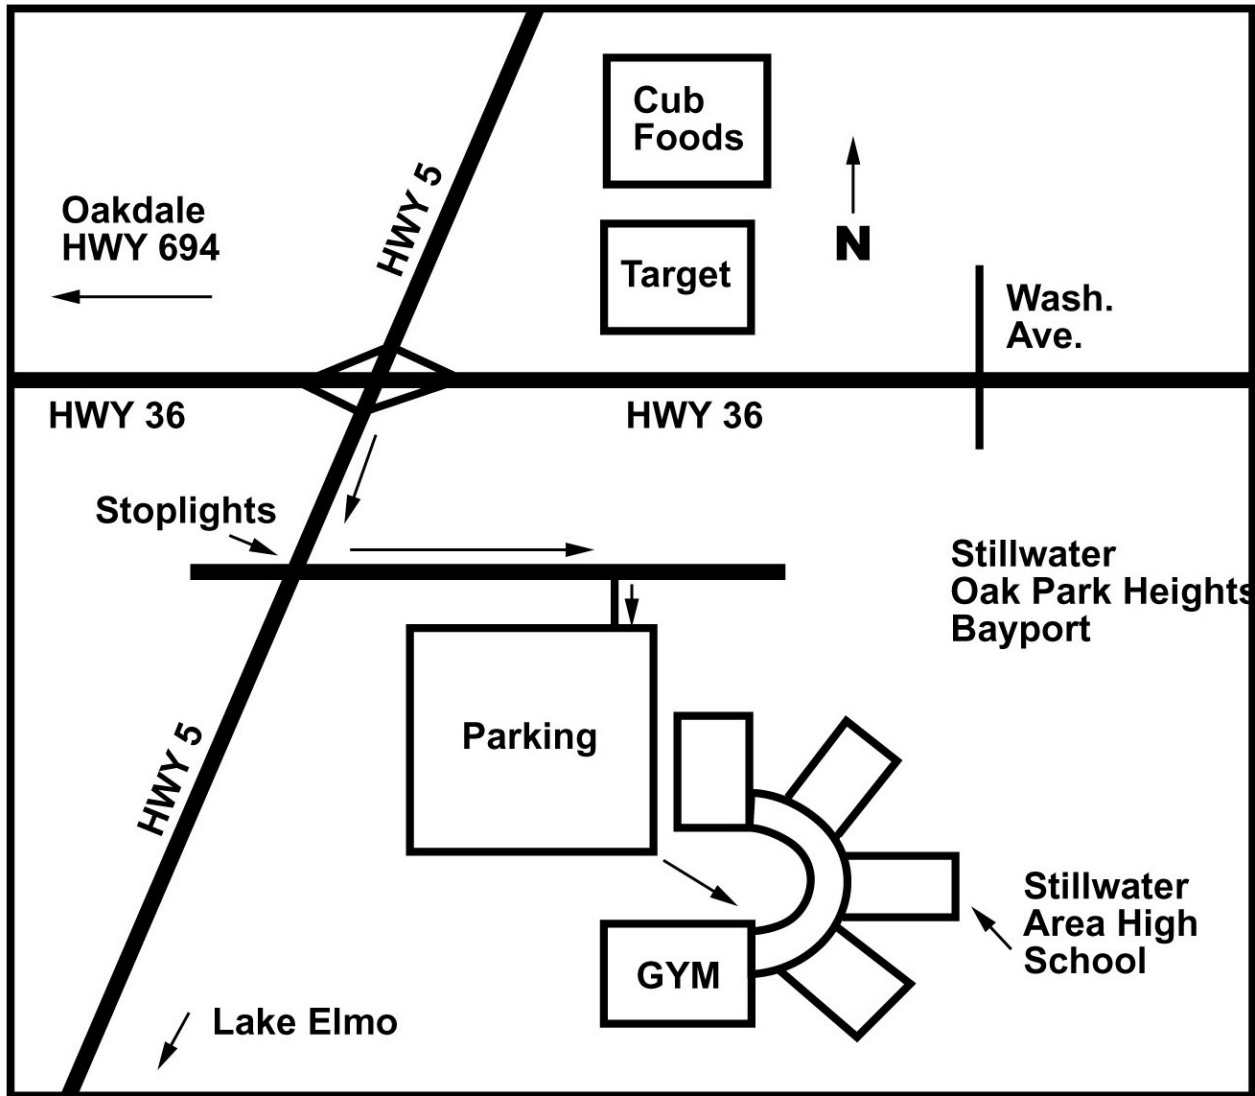 Cub
Foods
HWY 5
Oakdale
HWY 694
N
Target
Wash.
Ave.
HWY 36
HWY 36
Stoplights
Stillwater
Oak Park Heights
Bayport
Parking
HWY 5
Stillwater
Area High
School
GYM
Lake Elmo